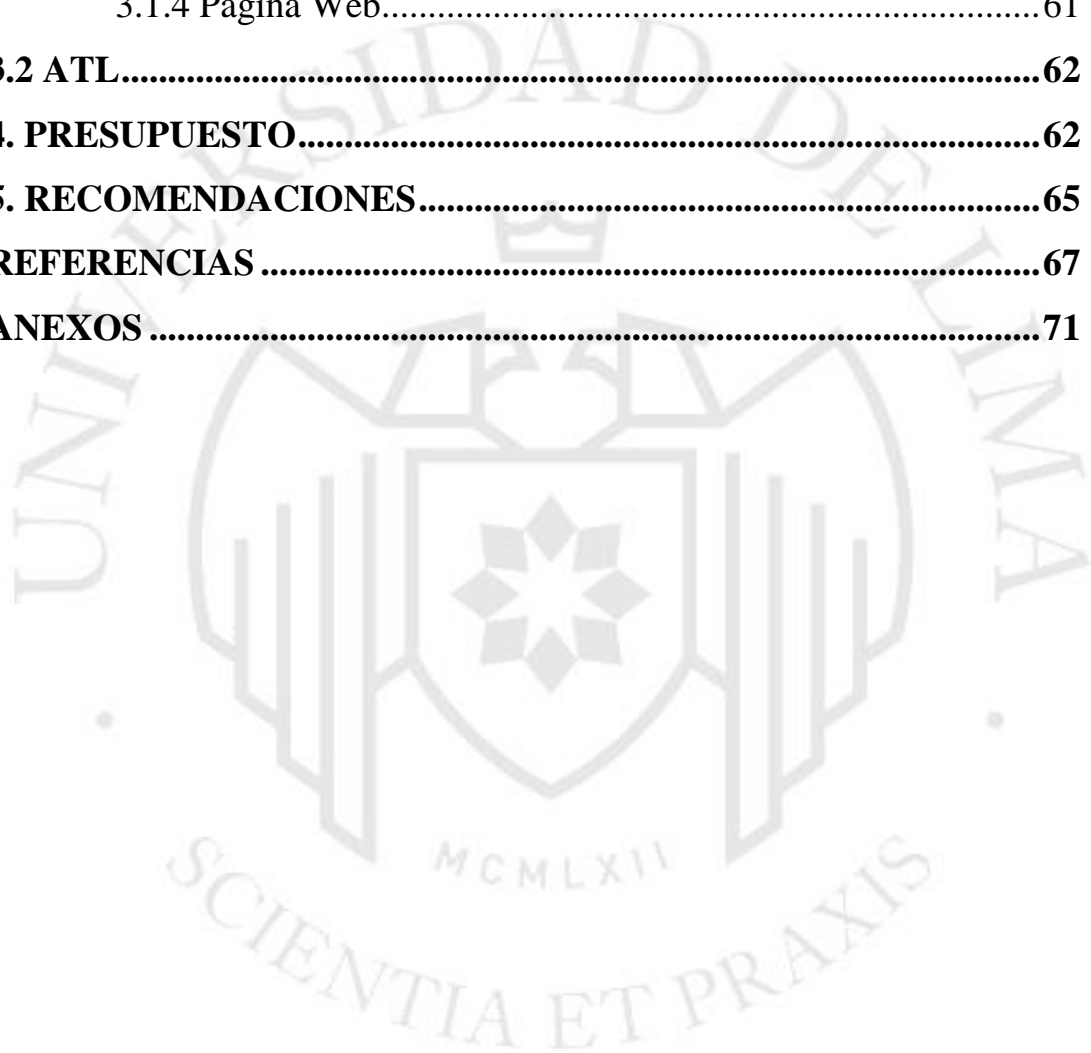 3.1.4 Página Web 61
3.2 ATL 62
4. PRESUPUESTO 62
5. RECOMENDACIONES 65
REFERENCIAS 67
ANEXOS 71
UNIVERSIDAD DE LIMA
MCMLXII
SCIENTIA ET PRAXIS